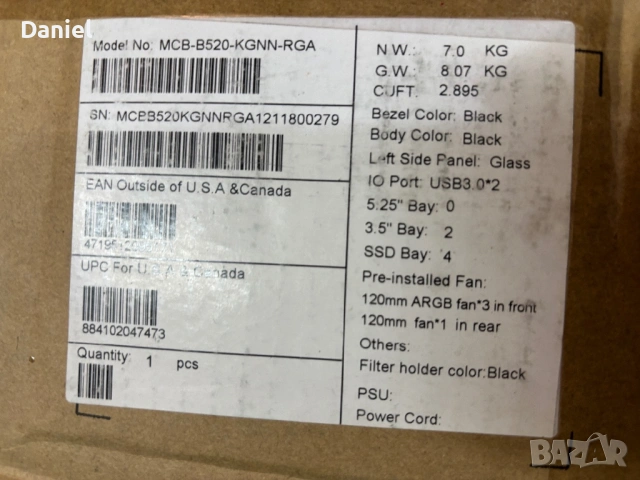 Daniel
Model No: MCB-B520-KGNN-RGA
SN: MCBB520KGNNRGA1211800279
EAN Outside of U.S.A &Canada
UPC For U.S.A & Canada
884102047473
Quantity: 1 pcs
N.W.: 7.0 KG
G.W.: 8.07 KG
CUFT: 2.895
Bezel Color: Black
Body Color: Black
Left Side Panel: Glass
IO Port: USB3.0*2
5.25" Bay: 0
3.5" Bay: 2
SSD Bay: 4
Pre-installed Fan:
120mm ARGB fan*3 in front
120mm fan*1 in rear
Others:
Filter holder color:Black
PSU:
Power Cord:
BAZAR